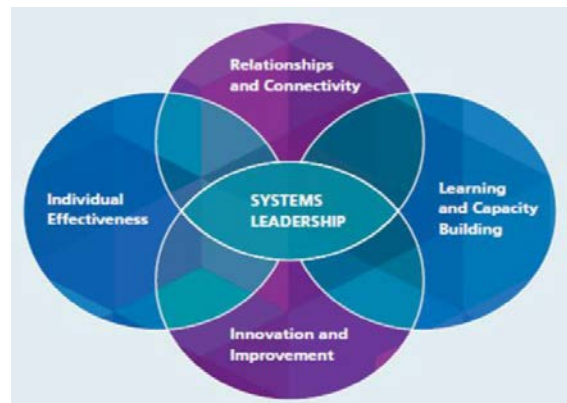 Relationships
and Connectivity
Individual
Effectiveness
SYSTEMS
LEADERSHIP
Learning
and Capacity
Building
Innovation and
Improvement